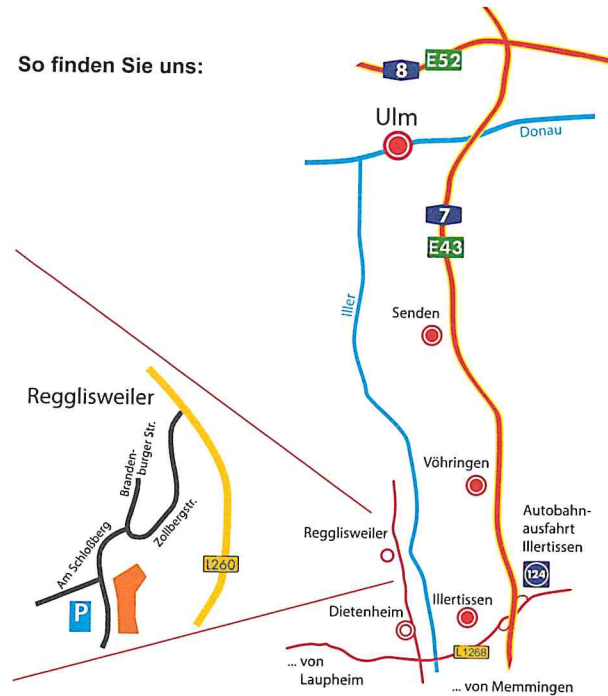 So finden Sie uns:
8
E52
Ulm
Donau
7
E43
Iller
Senden
Regglisweiler
Branden-
burger Str.
Zollbergstr.
Am Schloßberg
L260
P
Vöhringen
Autobahn-
ausfahrt
Illertissen
124
Regglisweiler
Dietenheim
Illertissen
L1268
... von
Laupheim
... von Memmingen